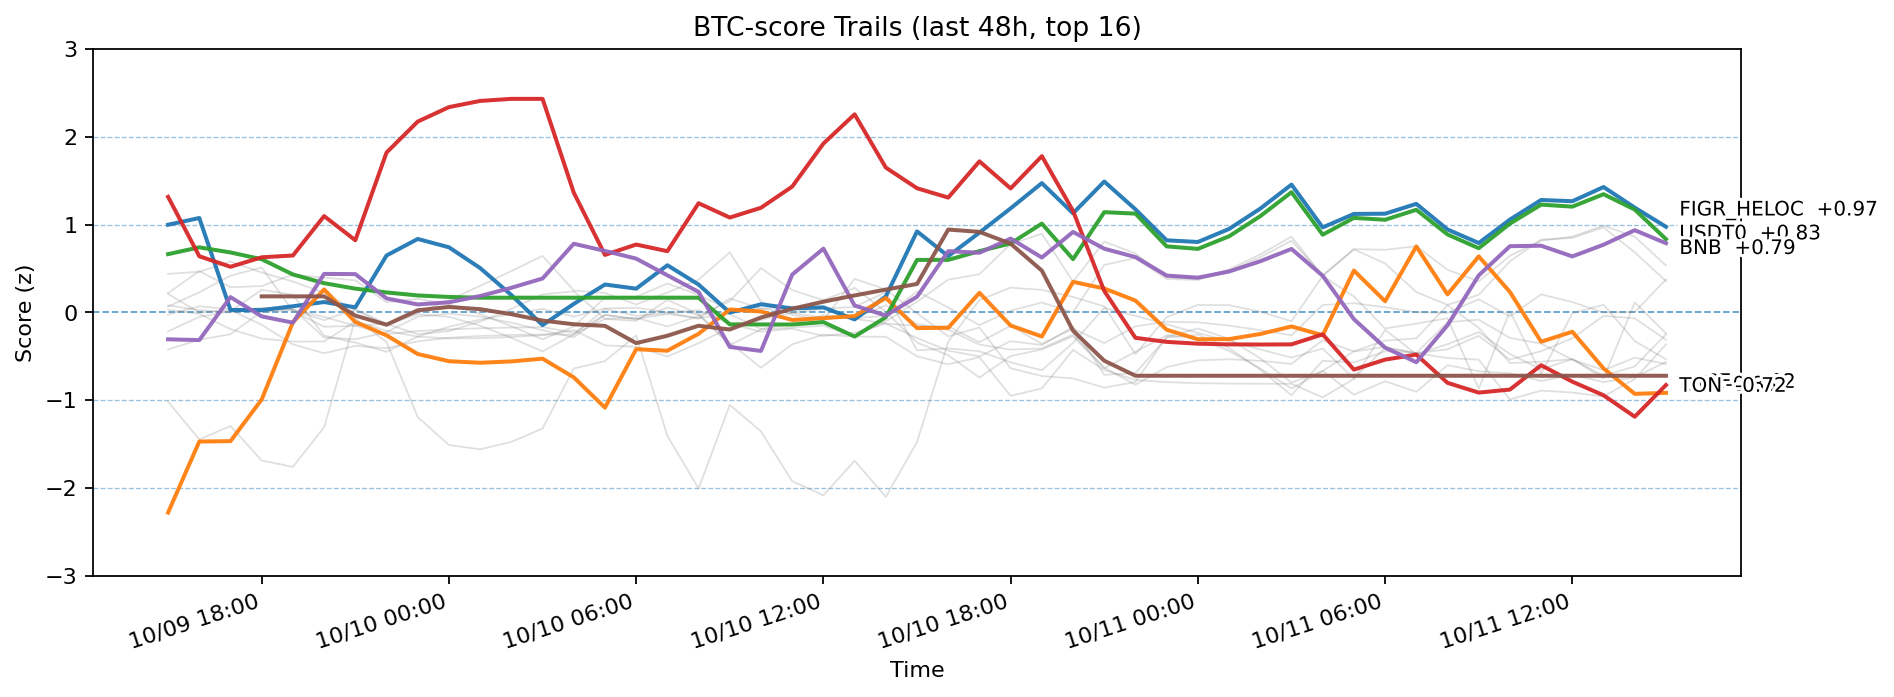 BTC-score Trails (last 48h, top 16)
Score (z)
3
2
1
0
−1
−2
−3
FIGR_HELOC +0.97
USDT0 +0.83
BNB +0.79
TON -0.72
10/09 18:00
10/10 00:00
10/10 06:00
10/10 12:00
10/10 18:00
10/11 00:00
10/11 06:00
10/11 12:00
Time